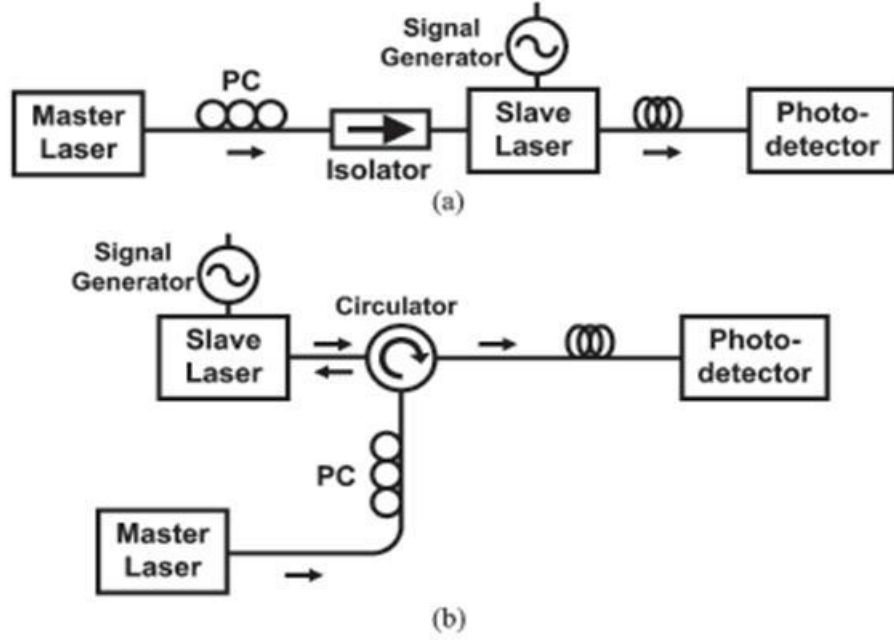 Signal
Generator
PC
Master
Laser
Isolator
Slave
Laser
Photo-
detector
(a)
Signal
Generator
Circulator
Slave
Laser
Photo-
detector
PC
Master
Laser
(b)